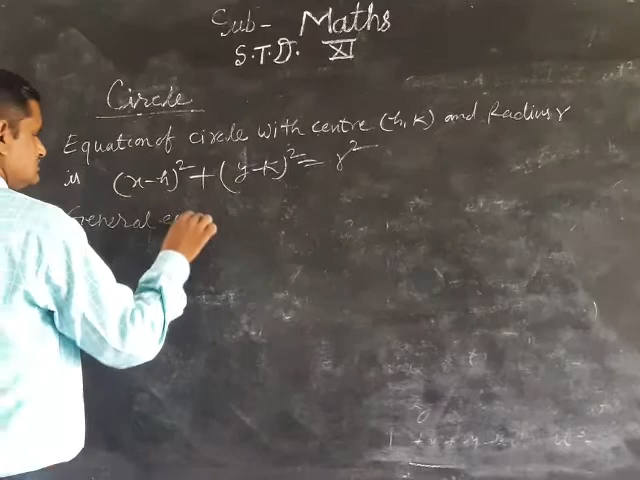 Sub- Maths
S.T.D. XI
Circle
Equation of circle with centre (h, k) and Radius r
is (x-h)² + (y-k)² = r²
General